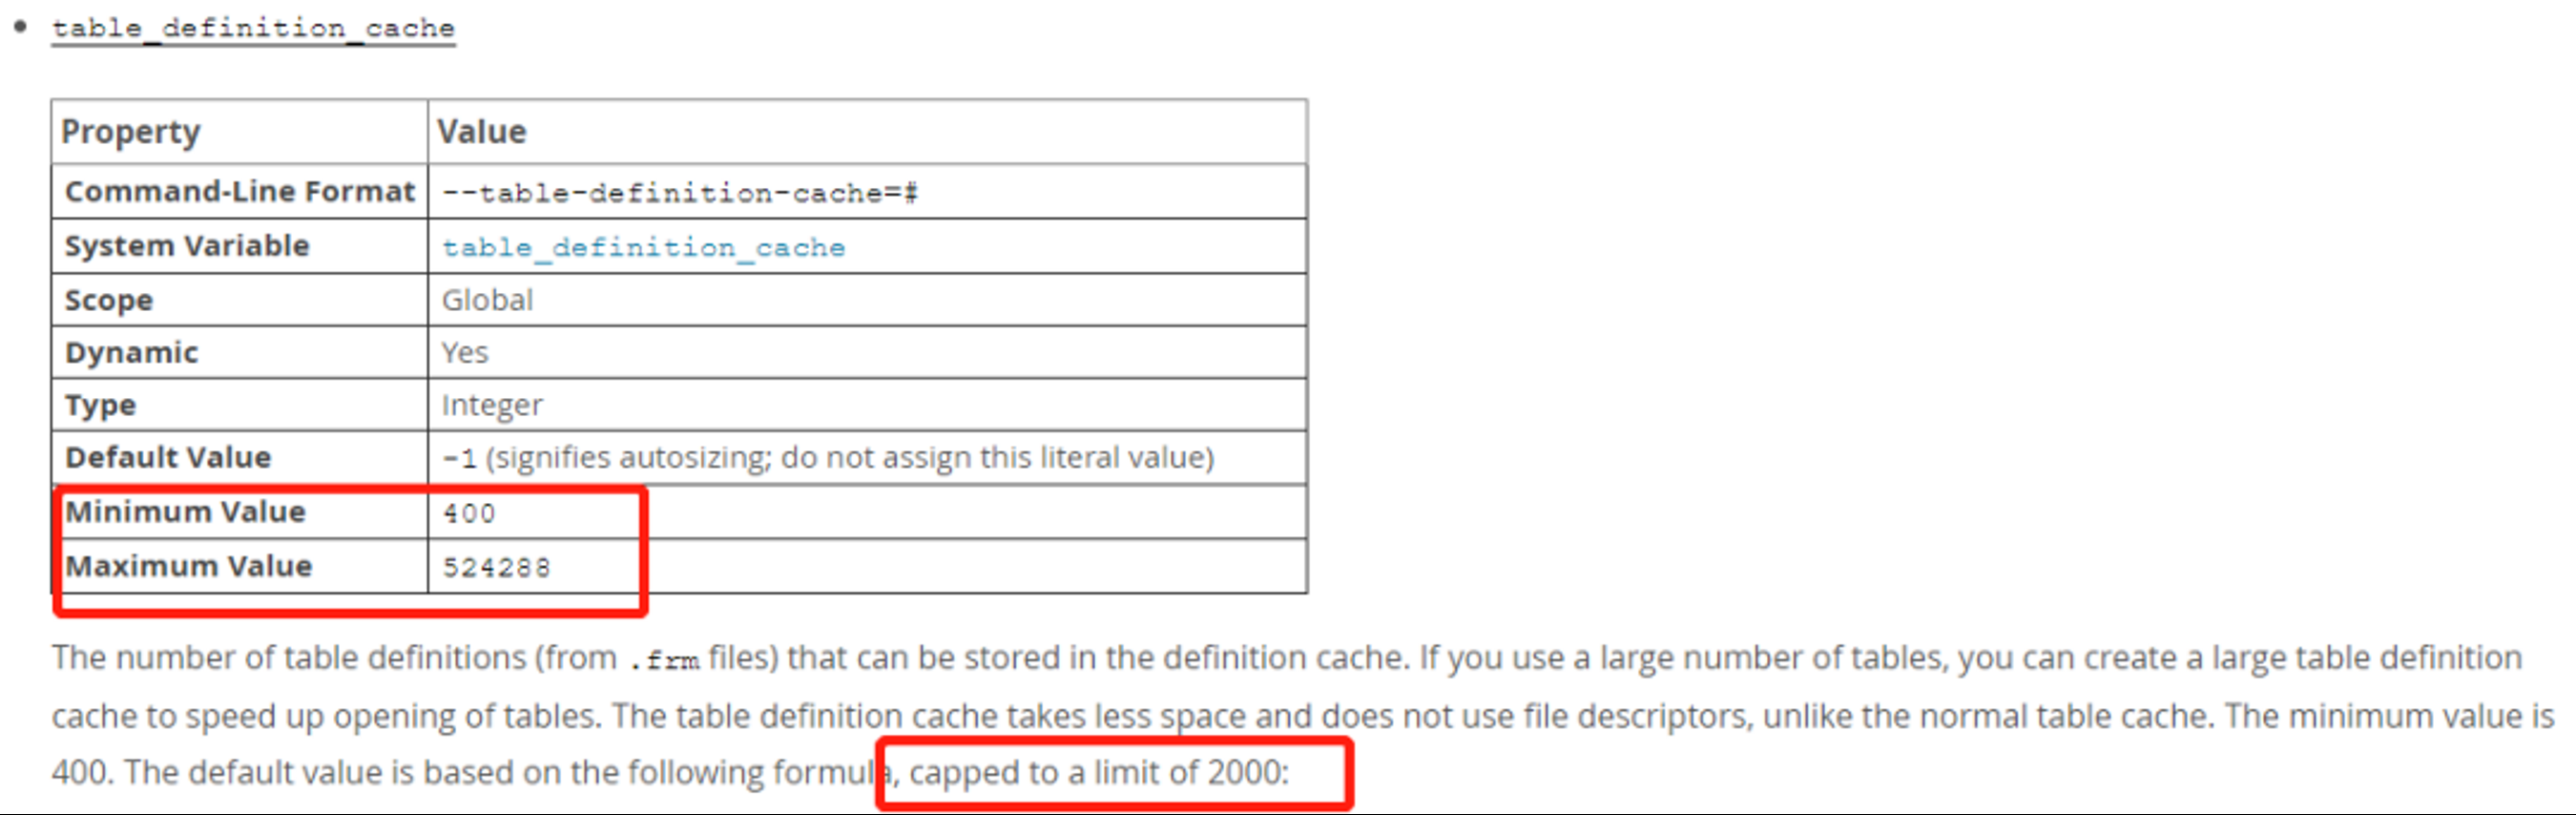 table_definition_cache
Property Value
Command-Line Format --table-definition-cache=#
System Variable table_definition_cache
Scope Global
Dynamic Yes
Type Integer
Default Value -1 (signifies autosizing; do not assign this literal value)
Minimum Value 400
Maximum Value 524288
The number of table definitions (from .frm files) that can be stored in the definition cache. If you use a large number of tables, you can create a large table definition
cache to speed up opening of tables. The table definition cache takes less space and does not use file descriptors, unlike the normal table cache. The minimum value is
400. The default value is based on the following formula, capped to a limit of 2000: